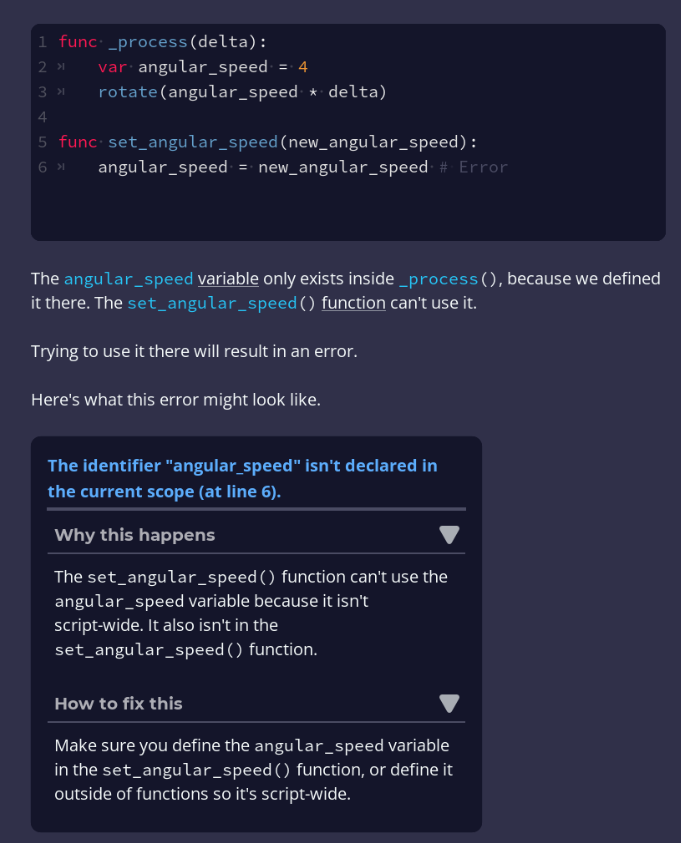 1 func _process(delta):
2 var angular_speed = 4
3 rotate(angular_speed * delta)
4
5 func set_angular_speed(new_angular_speed):
6 angular_speed = new_angular_speed # Error
The angular_speed variable only exists inside _process(), because we defined
it there. The set_angular_speed() function can't use it.
Trying to use it there will result in an error.
Here's what this error might look like.
The identifier "angular_speed" isn't declared in
the current scope (at line 6).
Why this happens
The set_angular_speed() function can't use the
angular_speed variable because it isn't
script-wide. It also isn't in the
set_angular_speed() function.
How to fix this
Make sure you define the angular_speed variable
in the set_angular_speed() function, or define it
outside of functions so it's script-wide.